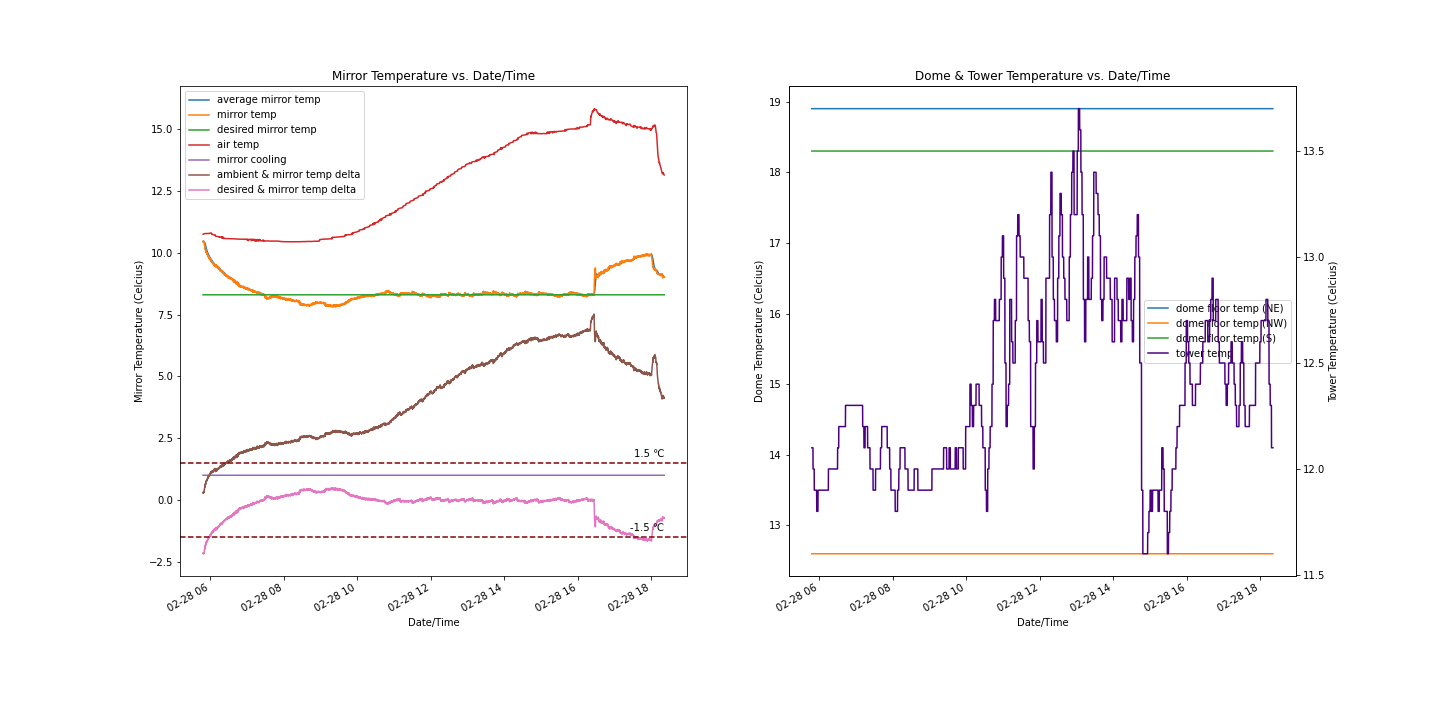 Mirror Temperature vs. Date/Time
average mirror temp
mirror temp
desired mirror temp
air temp
mirror cooling
ambient & mirror temp delta
desired & mirror temp delta
15.0
12.5
10.0
7.5
5.0
2.5
0.0
−2.5
Mirror Temperature (Celcius)
1.5 °C
-1.5 °C
02-28 06
02-28 08
02-28 10
02-28 12
02-28 14
02-28 16
02-28 18
Date/Time
Dome & Tower Temperature vs. Date/Time
19
18
17
16
15
14
13
Dome Temperature (Celcius)
dome floor temp (NE)
dome floor temp (NW)
dome floor temp (S)
tower temp
13.5
13.0
12.5
12.0
11.5
Tower Temperature (Celcius)
02-28 06
02-28 08
02-28 10
02-28 12
02-28 14
02-28 16
02-28 18
Date/Time